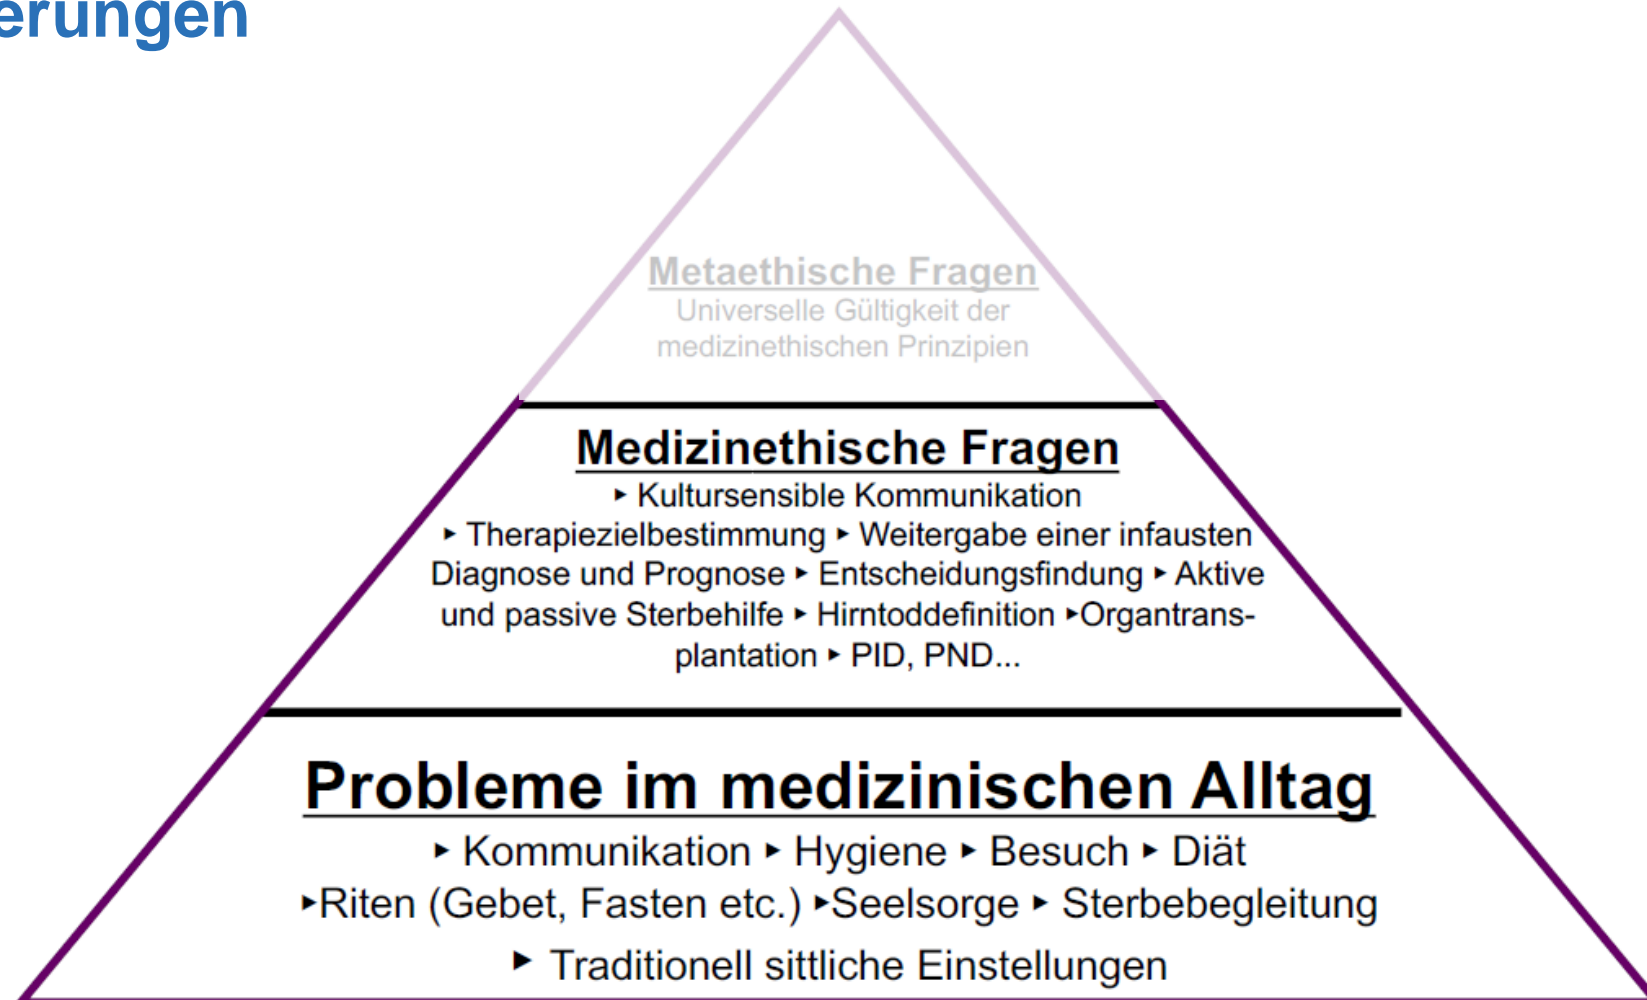 erungen
Metaethische Fragen
Universelle Gültigkeit der
medizinethischen Prinzipien
Medizinethische Fragen
‣ Kultursensible Kommunikation
‣ Therapiezielbestimmung ‣ Weitergabe einer infausten
Diagnose und Prognose ‣ Entscheidungsfindung ‣ Aktive
und passive Sterbehilfe ‣ Hirntoddefinition ‣Organtrans-
plantation ‣ PID, PND...
Probleme im medizinischen Alltag
‣ Kommunikation ‣ Hygiene ‣ Besuch ‣ Diät
‣Riten (Gebet, Fasten etc.) ‣Seelsorge ‣ Sterbebegleitung
‣ Traditionell sittliche Einstellungen